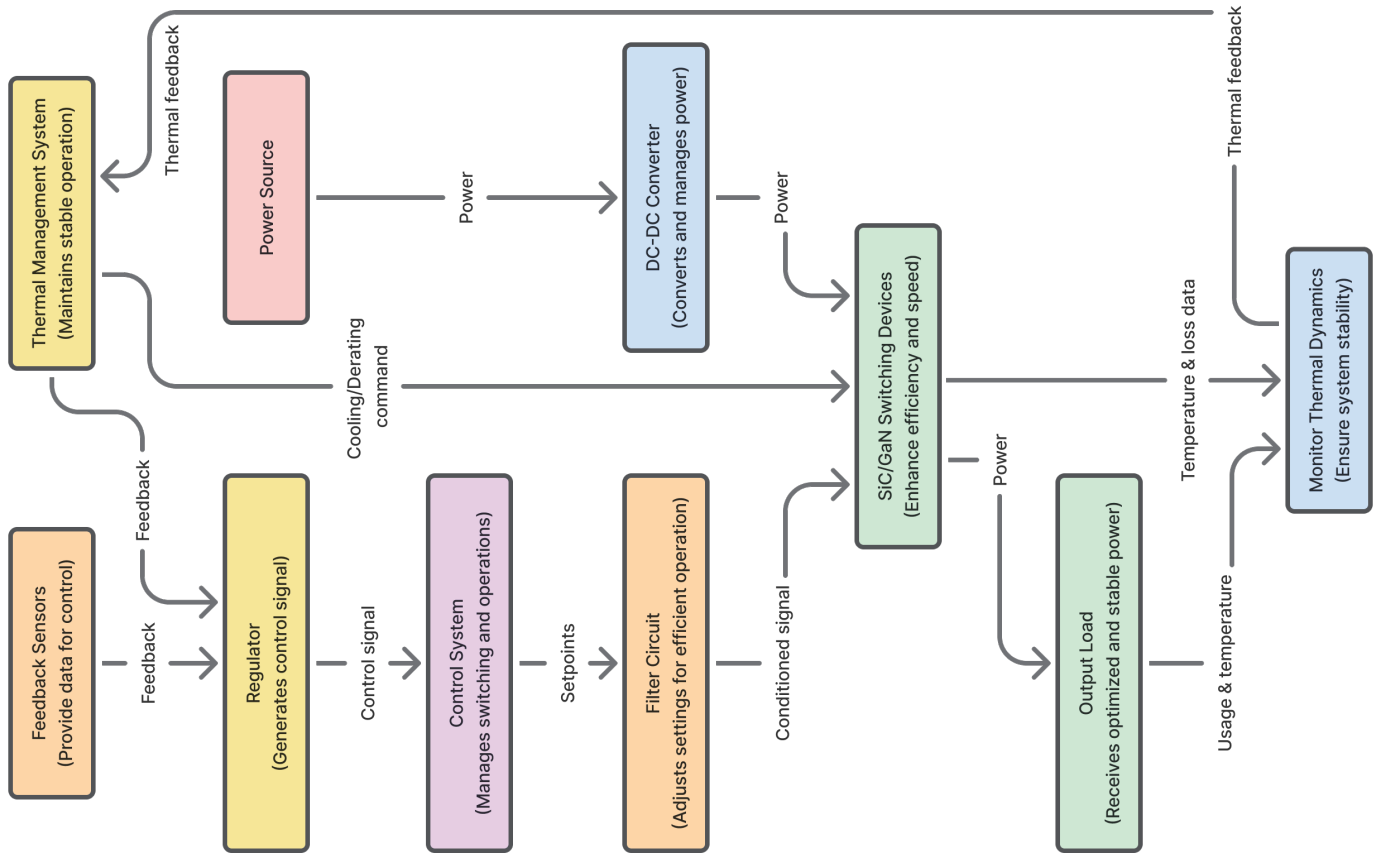 Thermal feedback
Thermal Management System
(Maintains stable operation)
Feedback Sensors
(Provide data for control)
Feedback
Feedback
Power Source
Regulator
(Generates control signal)
Cooling/Derating
command
Control signal
Power
Control System
(Manages switching and operations)
Setpoints
DC-DC Converter
(Converts and manages power)
Filter Circuit
(Adjusts settings for efficient operation)
Power
Conditioned signal
SiC/GaN Switching Devices
(Enhance efficiency and speed)
Power
Output Load
(Receives optimized and stable power)
Temperature & loss data
Usage & temperature
Thermal feedback
Monitor Thermal Dynamics
(Ensure system stability)